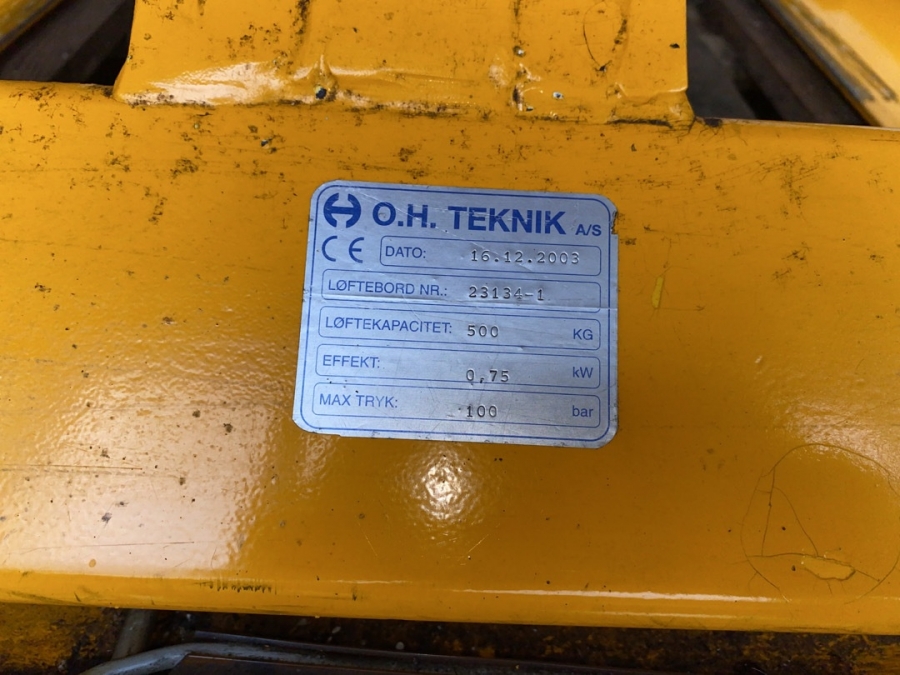 O.H. TEKNIK A/S
CE DATO: 16.12.2003
LØFTEBORD NR.: 23134-1
LØFTEKAPACITET: 500 KG
EFFEKT: 0,75 kW
MAX TRYK: 100 bar